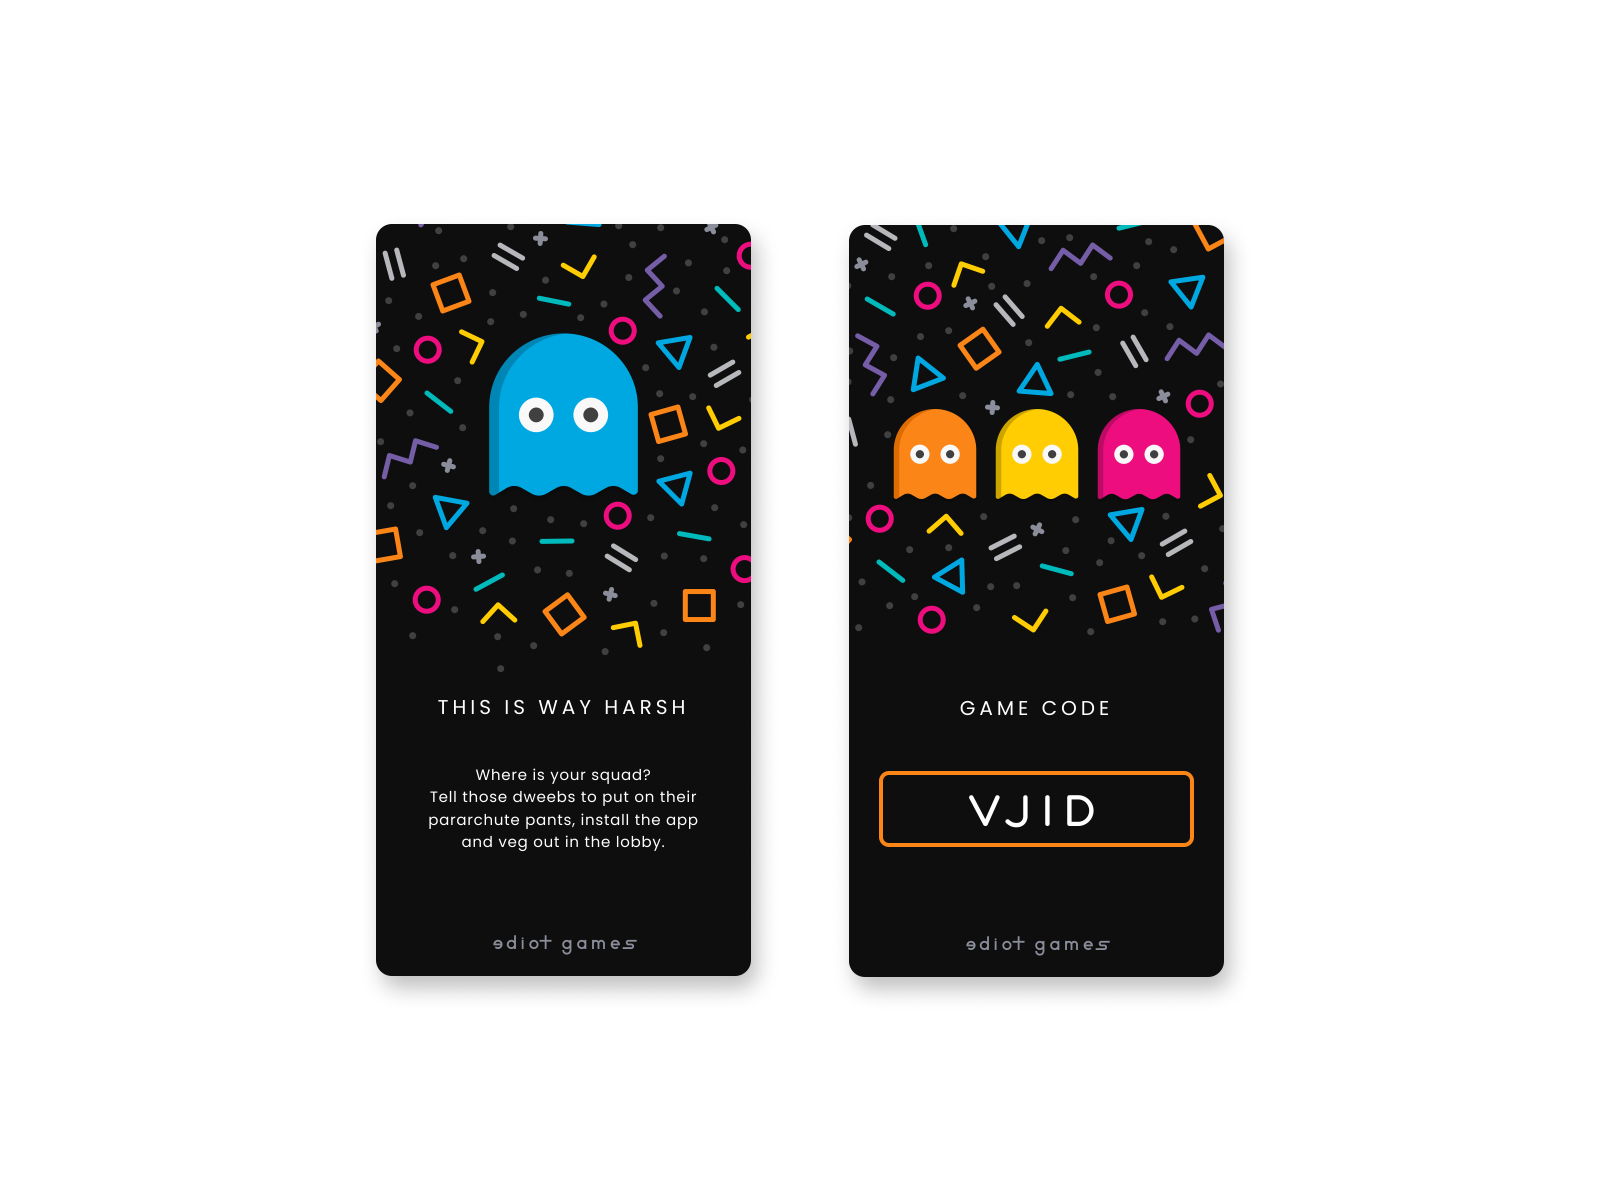 THIS IS WAY HARSH
Where is your squad?
Tell those dweebs to put on their
pararchute pants, install the app
and veg out in the lobby.
ediot games
GAME CODE
VJID
ediot games